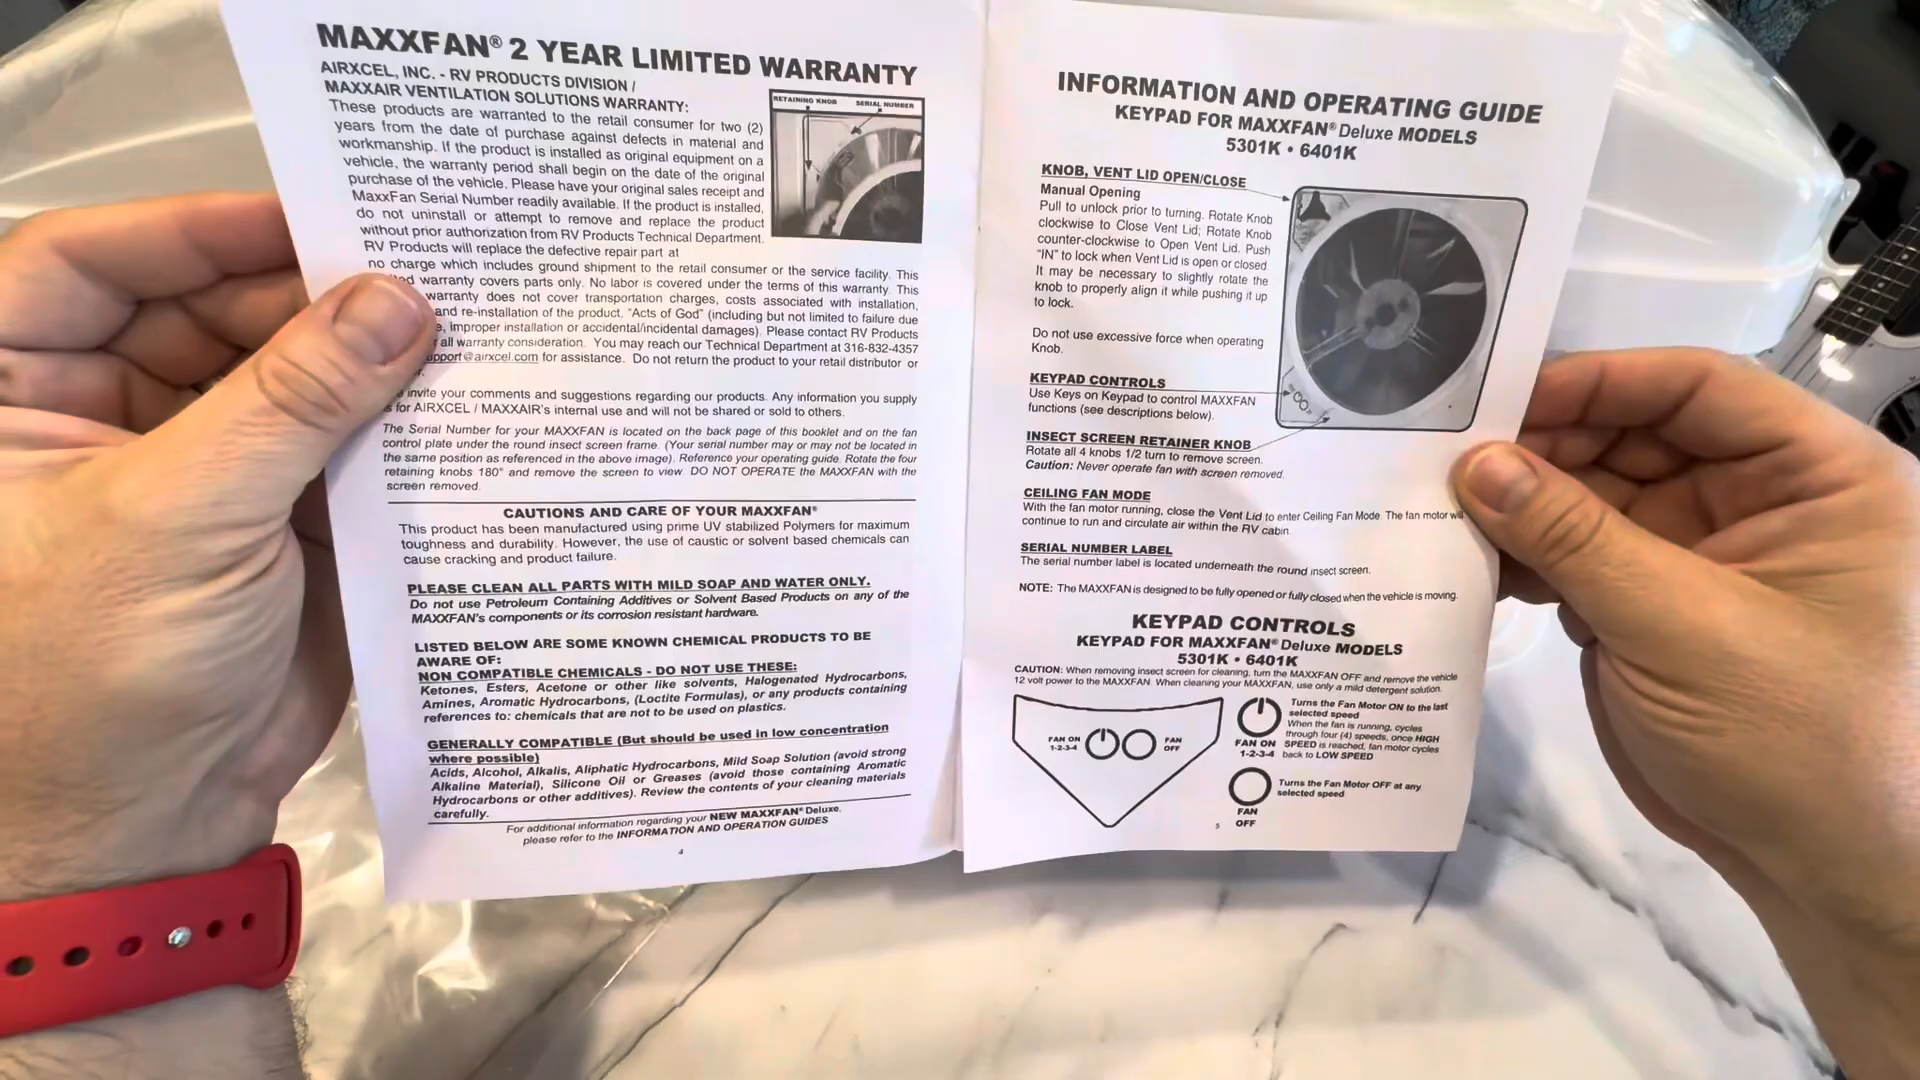 MAXXFAN® 2 YEAR LIMITED WARRANTY
AIRXCEL, INC. - RV PRODUCTS DIVISION /
MAXXAIR VENTILATION SOLUTIONS WARRANTY:
These products are warranted to the retail consumer for two (2)
years from the date of purchase against defects in material and
workmanship. If the product is installed as original equipment on a
vehicle, the warranty period shall begin on the date of the original
purchase of the vehicle. Please have your original sales receipt and
MaxxFan Serial Number readily available. If the product is installed,
do not uninstall or attempt to remove and replace the product
without prior authorization from RV Products Technical Department.
RV Products will replace the defective repair part at
no charge which includes ground shipment to the retail consumer or the service facility. This
warranty covers parts only. No labor is covered under the terms of this warranty. This
warranty does not cover transportation charges, costs associated with installation,
and re-installation of the product, "Acts of God" (including but not limited to failure due
improper installation or accidental/incidental damages). Please contact RV Products
all warranty consideration. You may reach our Technical Department at 316-832-4357
upport@airxcel.com for assistance. Do not return the product to your retail distributor or
invite your comments and suggestions regarding our products. Any information you supply
for AIRXCEL / MAXXAIR's internal use and will not be shared or sold to others.
The Serial Number for your MAXXFAN is located on the back page of this booklet and on the fan
control plate under the round insect screen frame. (Your serial number may or may not be located in
the same position as referenced in the above image). Reference your operating guide. Rotate the four
retaining knobs 180° and remove the screen to view. DO NOT OPERATE the MAXXFAN with the
screen removed.
RETAINING KNOB
SERIAL NUMBER
CAUTIONS AND CARE OF YOUR MAXXFAN®
This product has been manufactured using prime UV stabilized Polymers for maximum
toughness and durability. However, the use of caustic or solvent based chemicals can
cause cracking and product failure.
PLEASE CLEAN ALL PARTS WITH MILD SOAP AND WATER ONLY.
Do not use Petroleum Containing Additives or Solvent Based Products on any of the
MAXXFAN's components or its corrosion resistant hardware.
LISTED BELOW ARE SOME KNOWN CHEMICAL PRODUCTS TO BE
AWARE OF:
NON COMPATIBLE CHEMICALS - DO NOT USE THESE:
Ketones, Esters, Acetone or other like solvents, Halogenated Hydrocarbons,
Amines, Aromatic Hydrocarbons, (Loctite Formulas), or any products containing
references to: chemicals that are not to be used on plastics.
GENERALLY COMPATIBLE (But should be used in low concentration
where possible)
Acids, Alcohol, Alkalis, Aliphatic Hydrocarbons, Mild Soap Solution (avoid strong
Alkaline Material), Silicone Oil or Greases (avoid those containing Aromatic
Hydrocarbons or other additives). Review the contents of your cleaning materials
carefully.
For additional information regarding your NEW MAXXFAN® Deluxe,
please refer to the INFORMATION AND OPERATION GUIDES
4
INFORMATION AND OPERATING GUIDE
KEYPAD FOR MAXXFAN® Deluxe MODELS
5301K • 6401K
KNOB, VENT LID OPEN/CLOSE
Manual Opening
Pull to unlock prior to turning. Rotate Knob
clockwise to Close Vent Lid; Rotate Knob
counter-clockwise to Open Vent Lid. Push
"IN" to lock when Vent Lid is open or closed.
It may be necessary to slightly rotate the
knob to properly align it while pushing it up
to lock.
Do not use excessive force when operating
Knob.
KEYPAD CONTROLS
Use Keys on Keypad to control MAXXFAN
functions (see descriptions below).
INSECT SCREEN RETAINER KNOB
Rotate all 4 knobs 1/2 turn to remove screen.
Caution: Never operate fan with screen removed.
CEILING FAN MODE
With the fan motor running, close the Vent Lid to enter Ceiling Fan Mode. The fan motor will
continue to run and circulate air within the RV cabin.
SERIAL NUMBER LABEL
The serial number label is located underneath the round insect screen.
NOTE: The MAXXFAN is designed to be fully opened or fully closed when the vehicle is moving.
KEYPAD CONTROLS
KEYPAD FOR MAXXFAN® Deluxe MODELS
5301K • 6401K
CAUTION: When removing insect screen for cleaning, turn the MAXXFAN OFF and remove the vehicle
12 volt power to the MAXXFAN. When cleaning your MAXXFAN, use only a mild detergent solution.
FAN ON
1-2-3-4
FAN
OFF
FAN ON
1-2-3-4
Turns the Fan Motor ON to the last
selected speed
When the fan is running, cycles
through four (4) speeds, once HIGH
SPEED is reached, fan motor cycles
back to LOW SPEED
Turns the Fan Motor OFF at any
selected speed
FAN
OFF
5